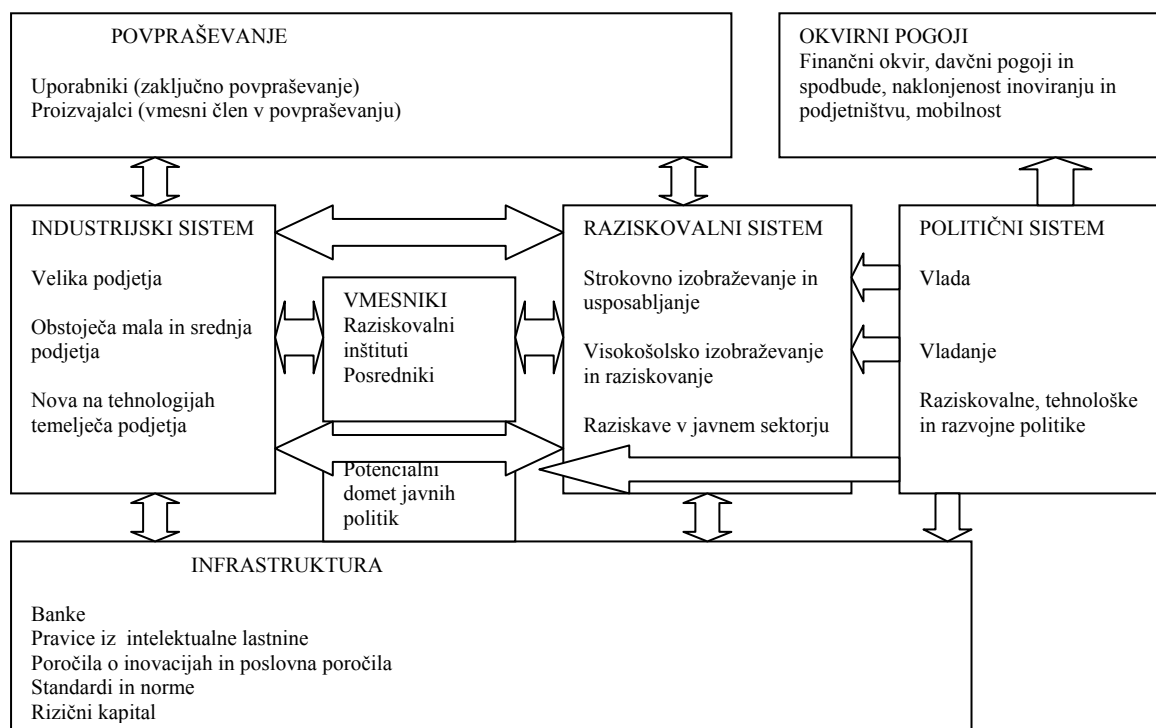 POVPRAŠEVANJE
Uporabniki (zaključno povpraševanje)
Proizvajalci (vmesni člen v povpraševanju)
OKVIRNI POGOJI
Finančni okvir, davčni pogoji in
spodbude, naklonjenost inoviranju in
podjetništvu, mobilnost
INDUSTRIJSKI SISTEM
Velika podjetja
Obstoječa mala in srednja
podjetja
Nova na tehnologijah
temelječa podjetja
VMESNIKI
Raziskovalni
inštituti
Posredniki
Potencialni
domet javnih
politik
RAZISKOVALNI SISTEM
Strokovno izobraževanje in
usposabljanje
Visokošolsko izobraževanje
in raziskovanje
Raziskave v javnem sektorju
POLITIČNI SISTEM
Vlada
Vladanje
Raziskovalne, tehnološke
in razvojne politike
INFRASTRUKTURA
Banke
Pravice iz intelektualne lastnine
Poročila o inovacijah in poslovna poročila
Standardi in norme
Rizični kapital